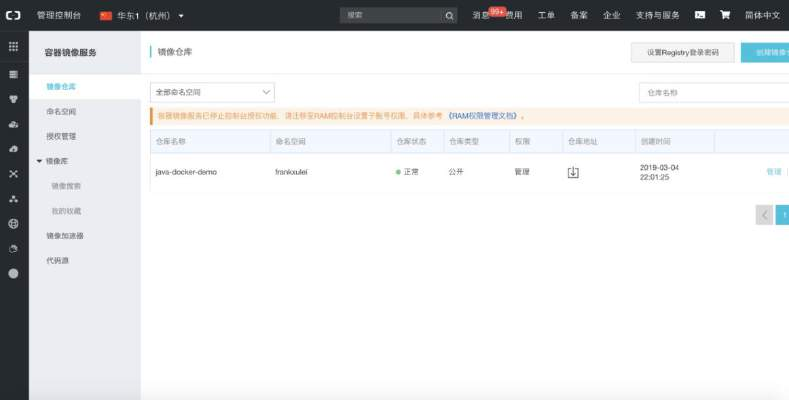 管理控制台 华东1（杭州） 搜索 消息 99+ 费用 工单 备案 企业 支持与服务 简体中文
容器镜像服务
镜像仓库
命名空间
授权管理
镜像库
镜像搜索
我的收藏
镜像加速器
代码源
镜像仓库 设置Registry登录密码 创建镜像
全部命名空间 仓库名称
容器镜像服务已停止控制台授权功能，请迁移至RAM控制台设置子账号权限，具体参考 《RAM权限管理文档》。
仓库名称 命名空间 仓库状态 仓库类型 权限 仓库地址 创建时间
java-docker-demo frankxulei 正常 公开 管理 2019-03-04 管理
22:01:25
1